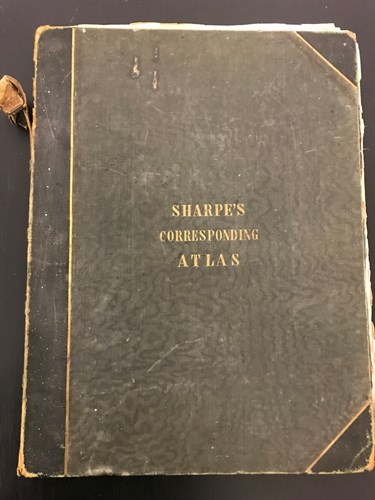 SHARPE'S
CORRESPONDING
ATLAS